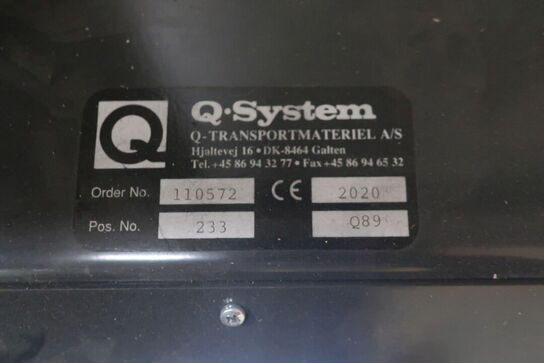 Q
Q·System
Q-TRANSPORTMATERIEL A/S
Hjaltevej 16 • DK-8464 Galten
Tel.+45 86 94 32 77 • Fax+45 86 94 65 32
Order No. 110572 CE 2020
Pos. No. 233 Q89